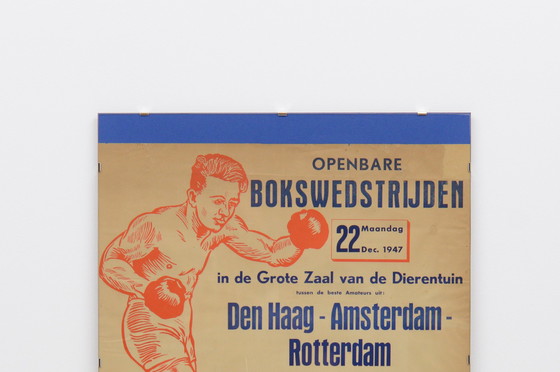 OPENBARE
BOKSWEDSTRIJDEN
22 Maandag
Dec. 1947
in de Grote Zaal van de Dierentuin
tussen de beste Amateurs uit:
Den Haag - Amsterdam -
Rotterdam